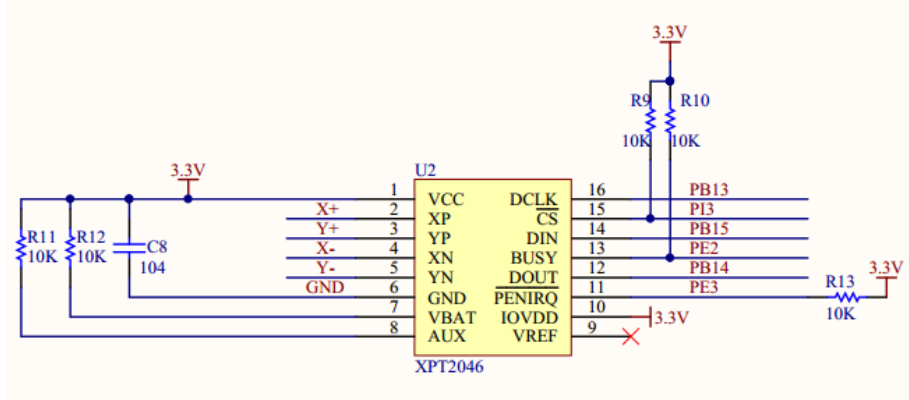 3.3V
R9 R10
10K 10K
U2
3.3V
1 VCC DCLK 16 PB13
X+ 2 XP CS 15 PI3
Y+ 3 YP DIN 14 PB15
R11 R12 C8 X- 4 XN BUSY 13 PE2
10K 10K 104 Y- 5 YN DOUT 12 PB14
GND 6 GND PENIRQ 11 PE3 R13 3.3V
10K
7 VBAT IOVDD 10 3.3V
8 AUX VREF 9
XPT2046